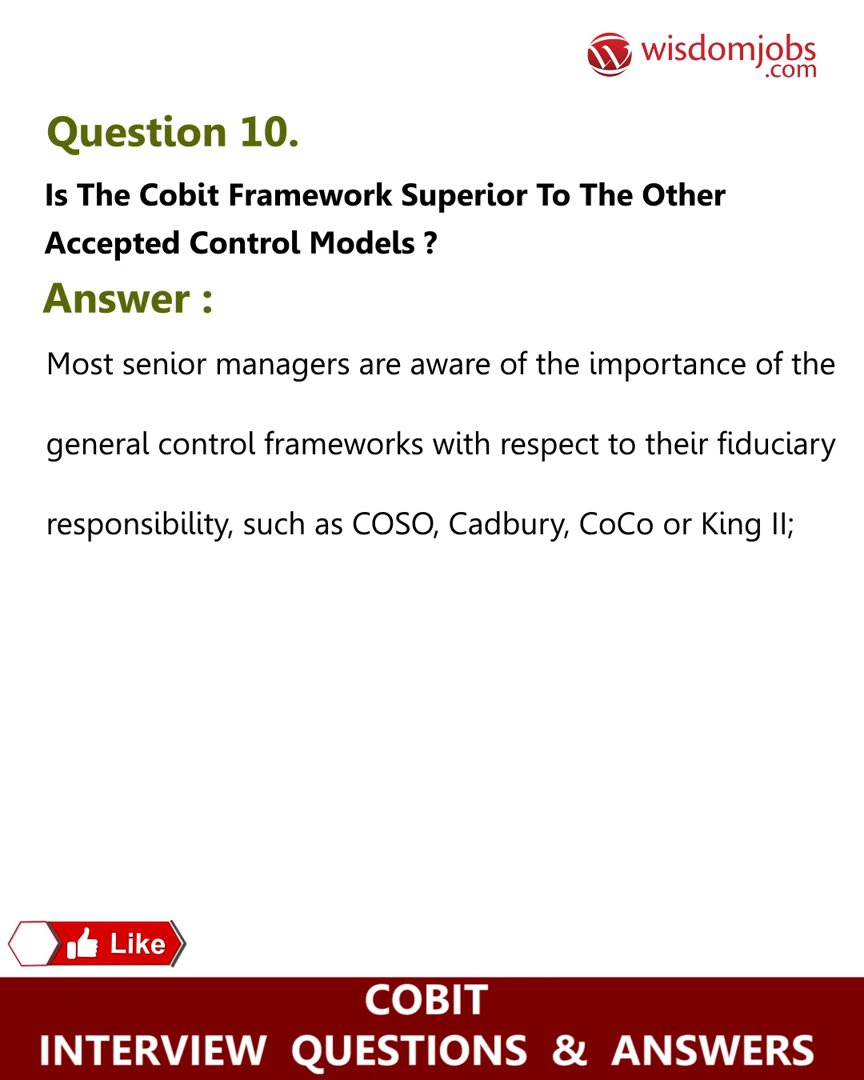 wisdomjobs
.com
Question 10.
Is The Cobit Framework Superior To The Other
Accepted Control Models ?
Answer :
Most senior managers are aware of the importance of the
general control frameworks with respect to their fiduciary
responsibility, such as COSO, Cadbury, CoCo or King II;
Like
COBIT
INTERVIEW QUESTIONS & ANSWERS